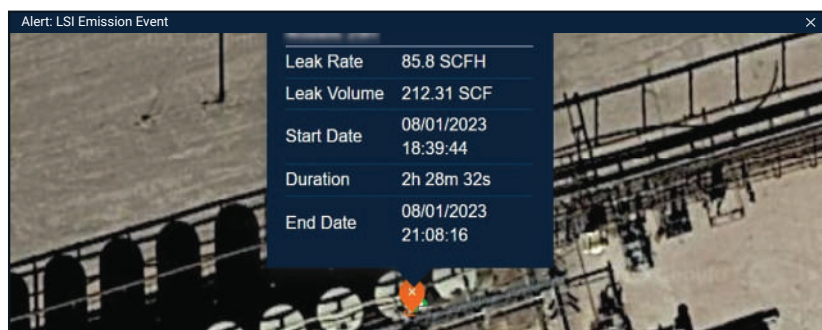 Alert: LSI Emission Event
Leak Rate 85.8 SCFH
Leak Volume 212.31 SCF
Start Date 08/01/2023
18:39:44
Duration 2h 28m 32s
End Date 08/01/2023
21:08:16